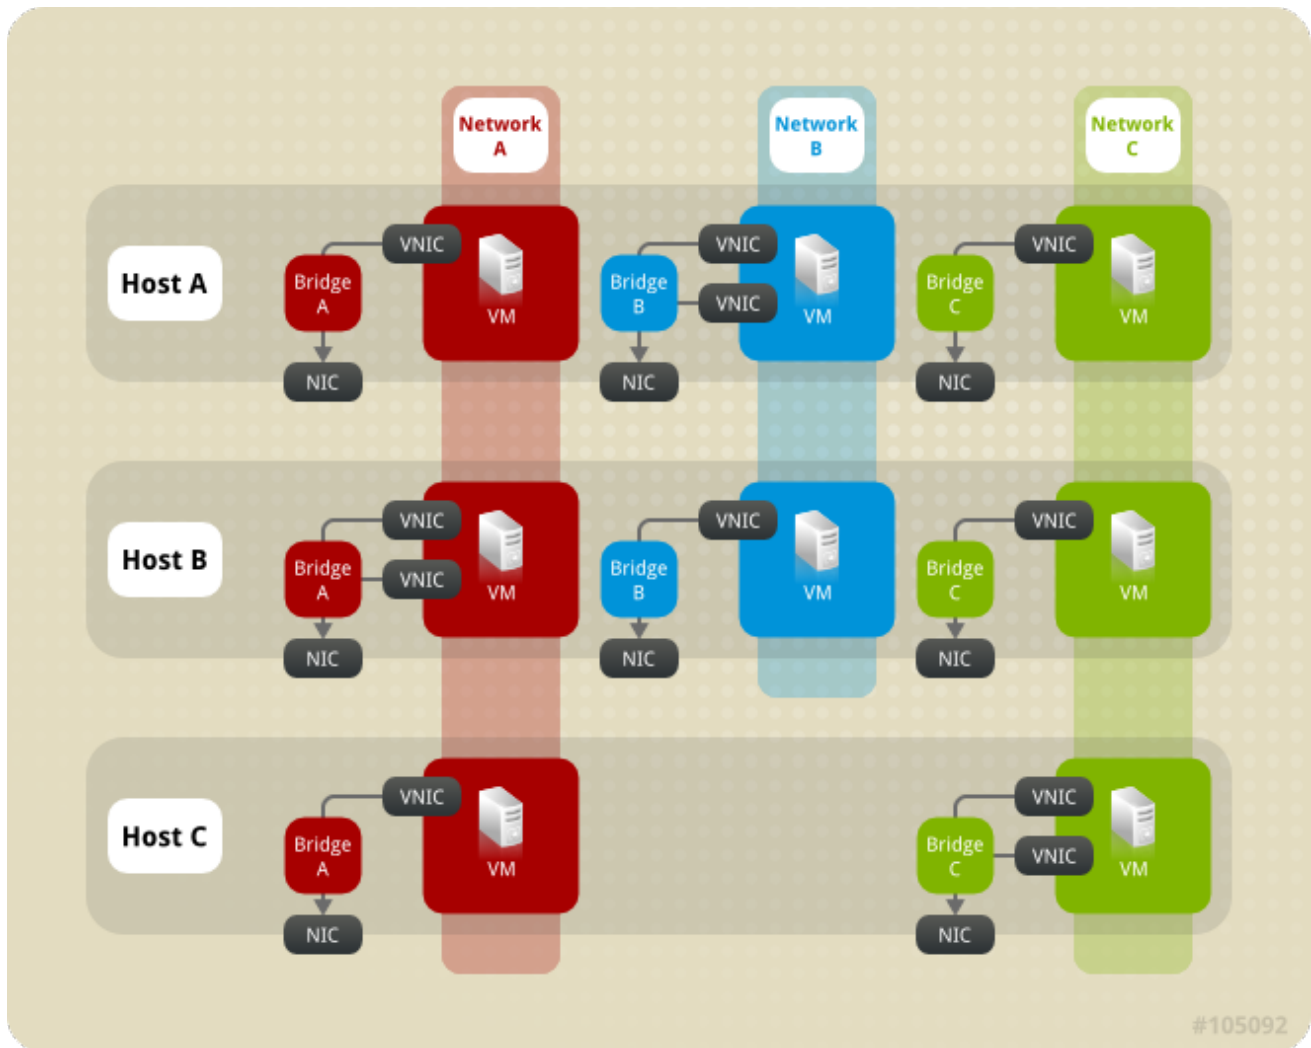 Network
A
Network
B
Network
C
Host A
Bridge
A
VNIC
VM
NIC
Bridge
B
VNIC
VNIC
VM
NIC
Bridge
C
VNIC
VM
NIC
Host B
Bridge
A
VNIC
VNIC
VM
NIC
Bridge
B
VNIC
VM
NIC
Bridge
C
VNIC
VM
NIC
Host C
Bridge
A
VNIC
VM
NIC
Bridge
C
VNIC
VNIC
VM
NIC
#105092